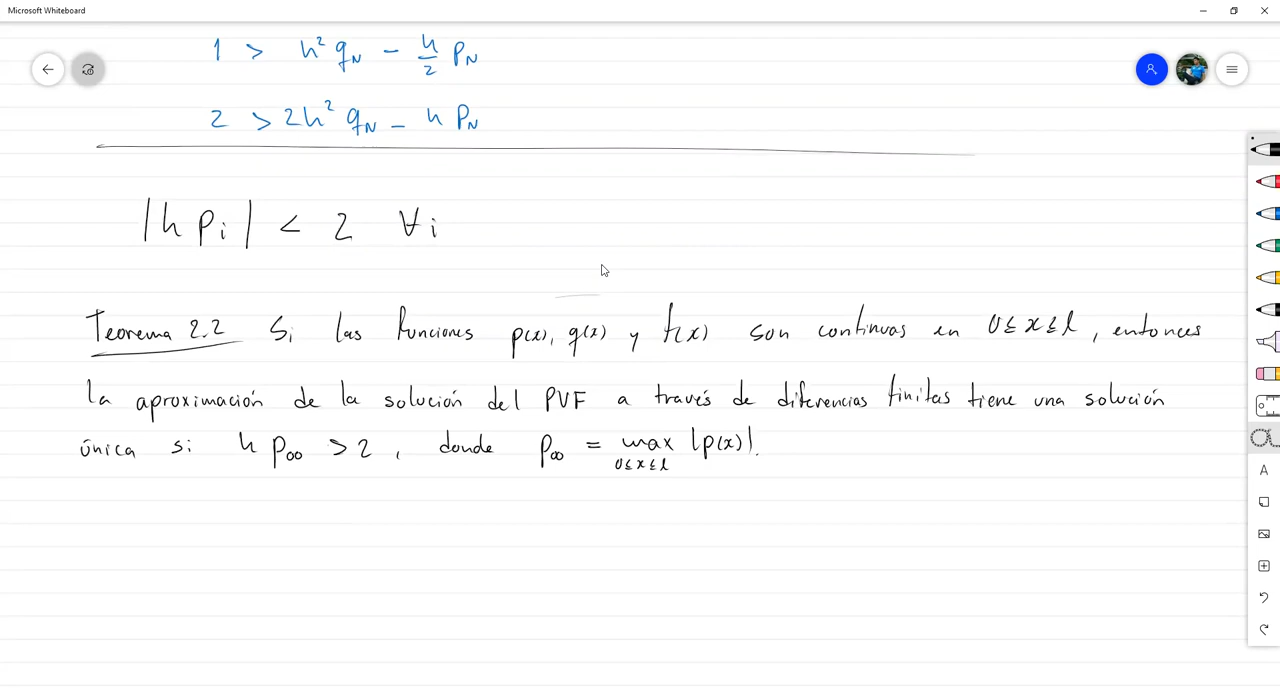 Microsoft Whiteboard
1 > h² q_N - h/2 p_N
2 > 2h² q_N - h p_N
|h p_i| < 2 ∀i
Teorema 2.2 Si las funciones p(x), q(x) y f(x) son continuas en 0≤x≤l, entonces
la aproximación de la solución del PVF a través de diferencias finitas tiene una solución
única si h p_∞ > 2, donde p_∞ = max |p(x)|.
0≤x≤l
A